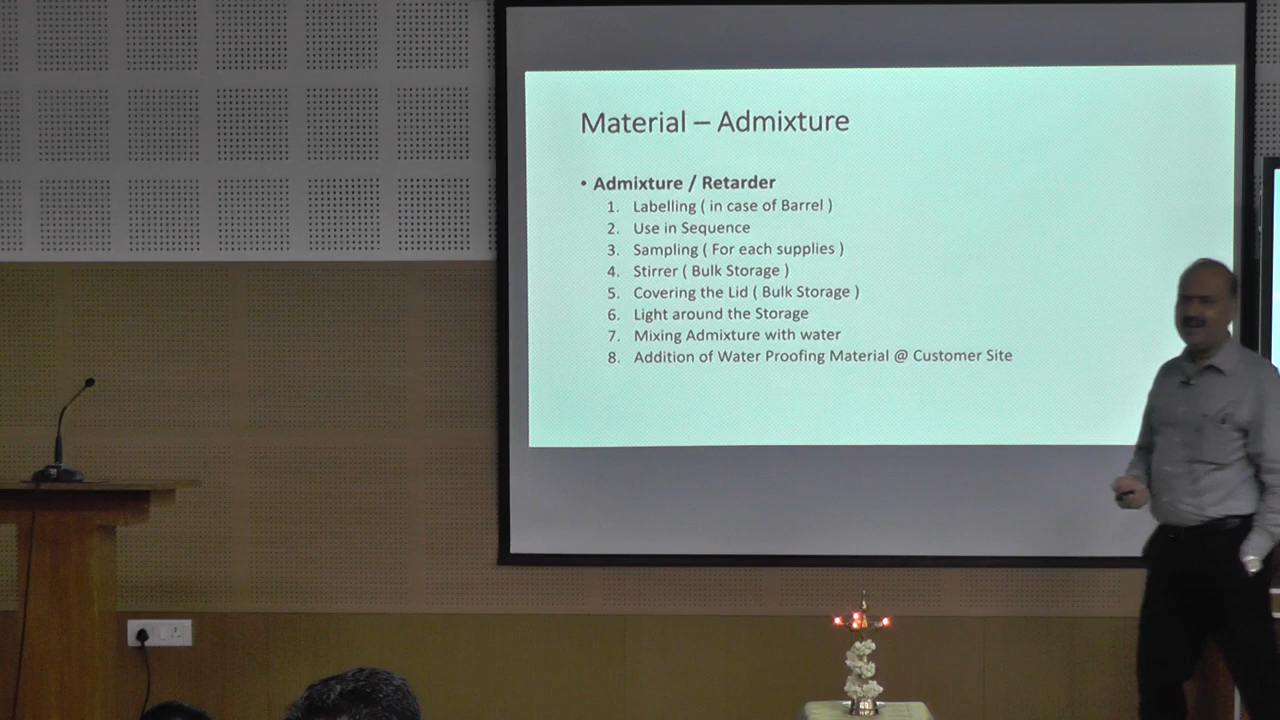 Material – Admixture
• Admixture / Retarder
1. Labelling ( in case of Barrel )
2. Use in Sequence
3. Sampling ( For each supplies )
4. Stirrer ( Bulk Storage )
5. Covering the Lid ( Bulk Storage )
6. Light around the Storage
7. Mixing Admixture with water
8. Addition of Water Proofing Material @ Customer Site